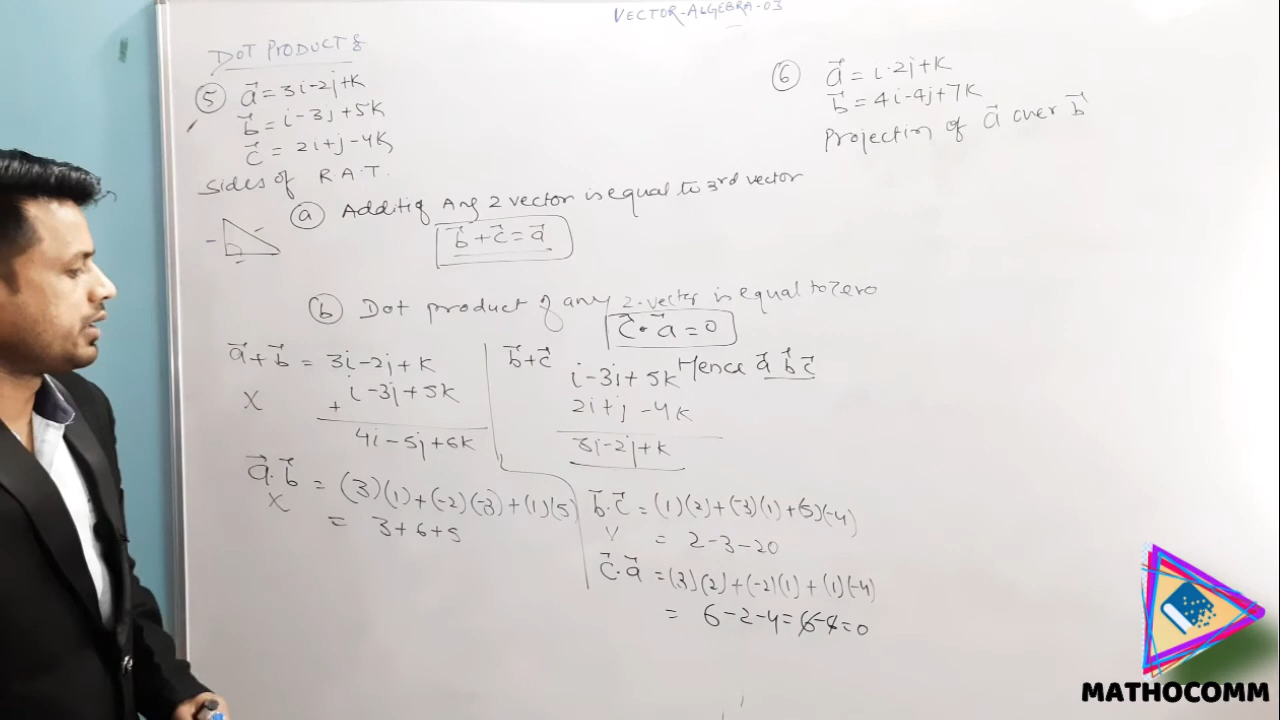 VECTOR-ALGEBRA-03
DOT PRODUCT &
5 a⃗ = 3i-2j+k
b⃗ = i-3j+5k
c⃗ = 2i+j-4k
Sides of R.A.T.
a Additiof Any 2 vector is equal to 3rd vector
b⃗+c⃗=a⃗
b Dot product of any 2-vector is equal to zero
c⃗·a⃗=0
Hence a⃗ b⃗ c⃗
a⃗+b⃗ = 3i-2j+k
X + i-3j+5k
4i-5j+6k
b⃗+c⃗
i-3j+5k
2i+j-4k
3i-2j+k
a⃗.b⃗ = (3)(1)+(-2)(-3)+(1)(5)
X = 3+6+5
b⃗.c⃗ = (1)(2)+(-3)(1)+(5)(-4)
= 2-3-20
c⃗.a⃗ = (3)(2)+(-2)(1)+(1)(-4)
= 6-2-4=6-6=0
6 a⃗ = i-2j+k
b⃗ = 4i-4j+7k
Projection of a⃗ over b⃗
MATHOCOMM